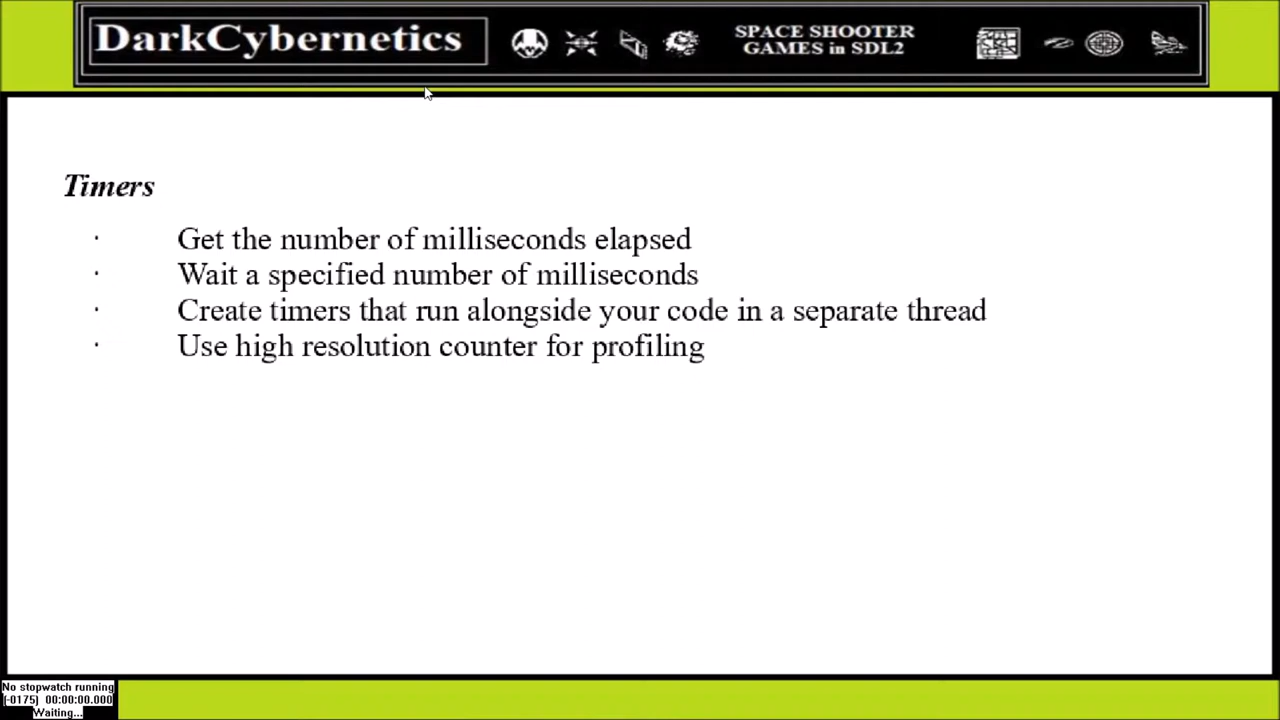 DarkCybernetics
SPACE SHOOTER
GAMES in SDL2
Timers
· Get the number of milliseconds elapsed
· Wait a specified number of milliseconds
· Create timers that run alongside your code in a separate thread
· Use high resolution counter for profiling
No stopwatch running
(-0175) 00:00:00.000
Waiting...